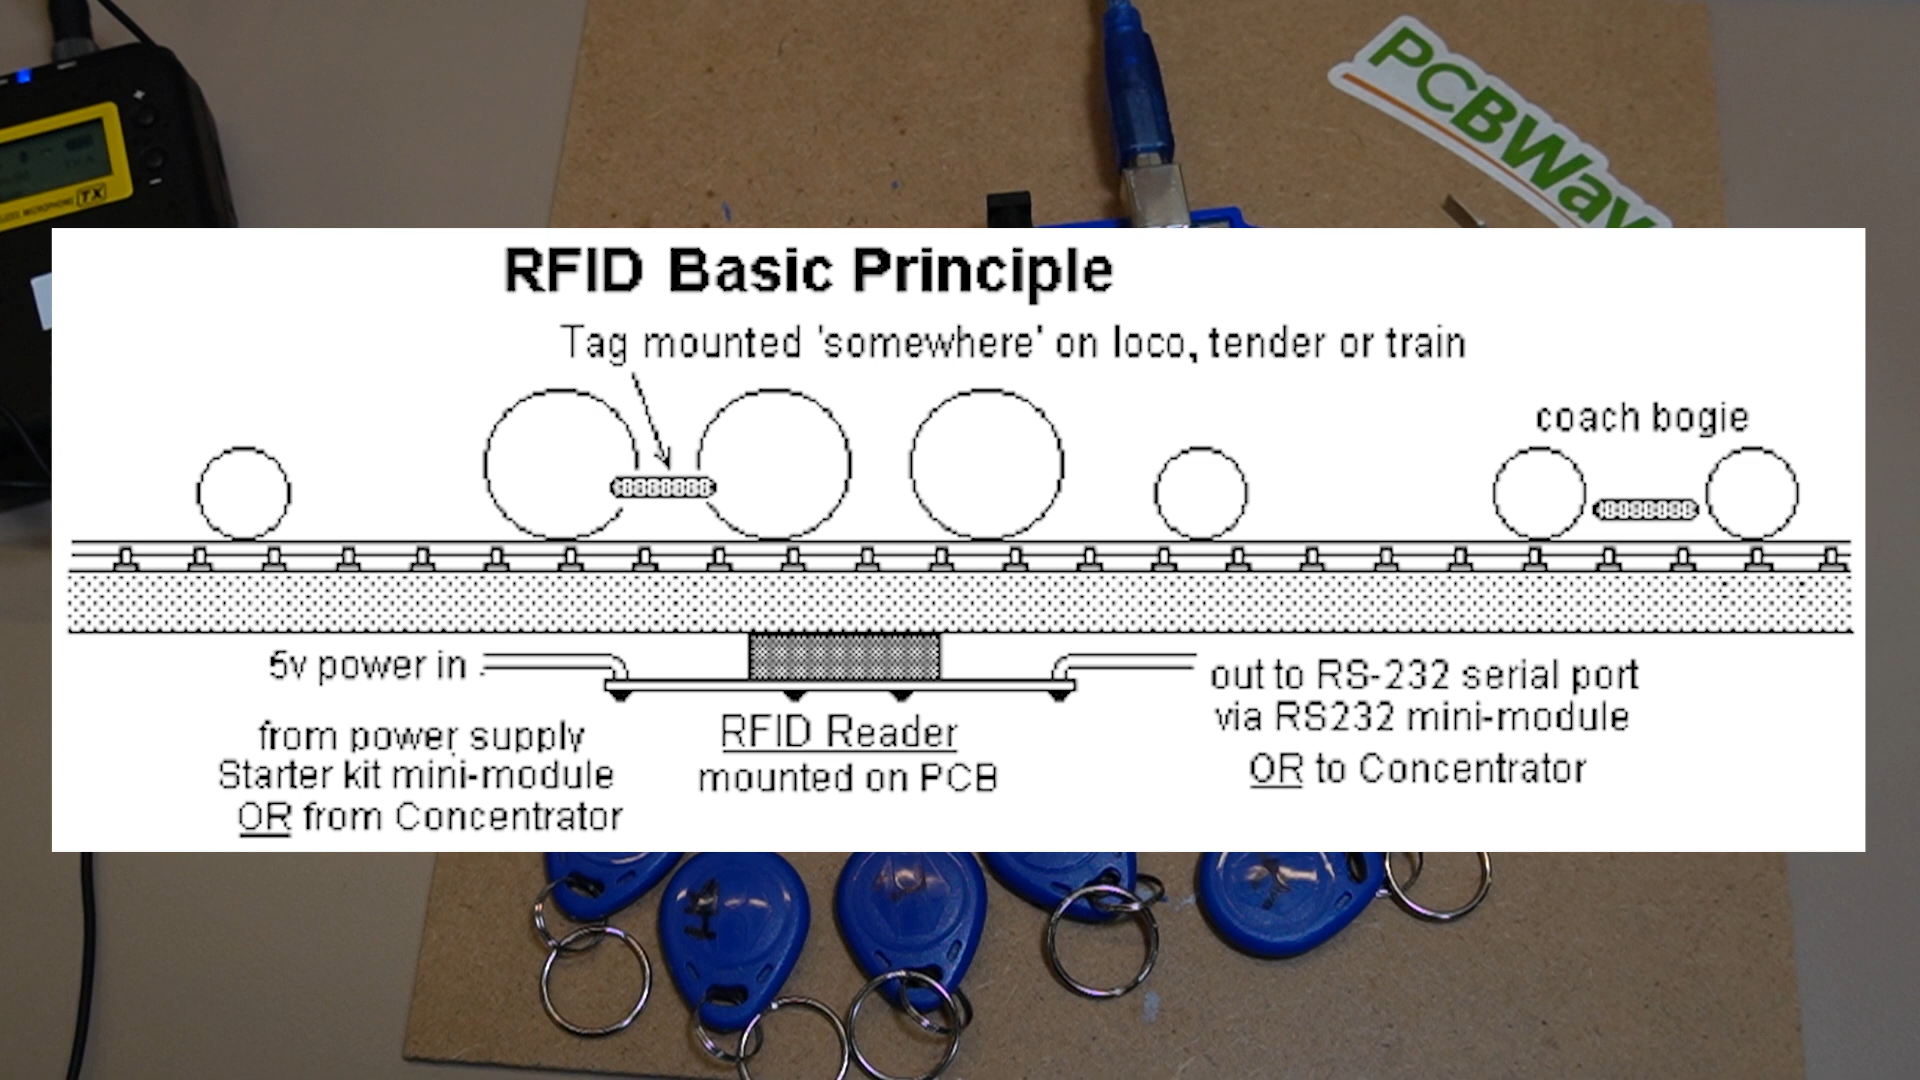 PCBWay
TX
RFID Basic Principle
Tag mounted 'somewhere' on loco, tender or train
coach bogie
5v power in
from power supply
Starter kit mini-module
OR from Concentrator
RFID Reader
mounted on PCB
out to RS-232 serial port
via RS232 mini-module
OR to Concentrator